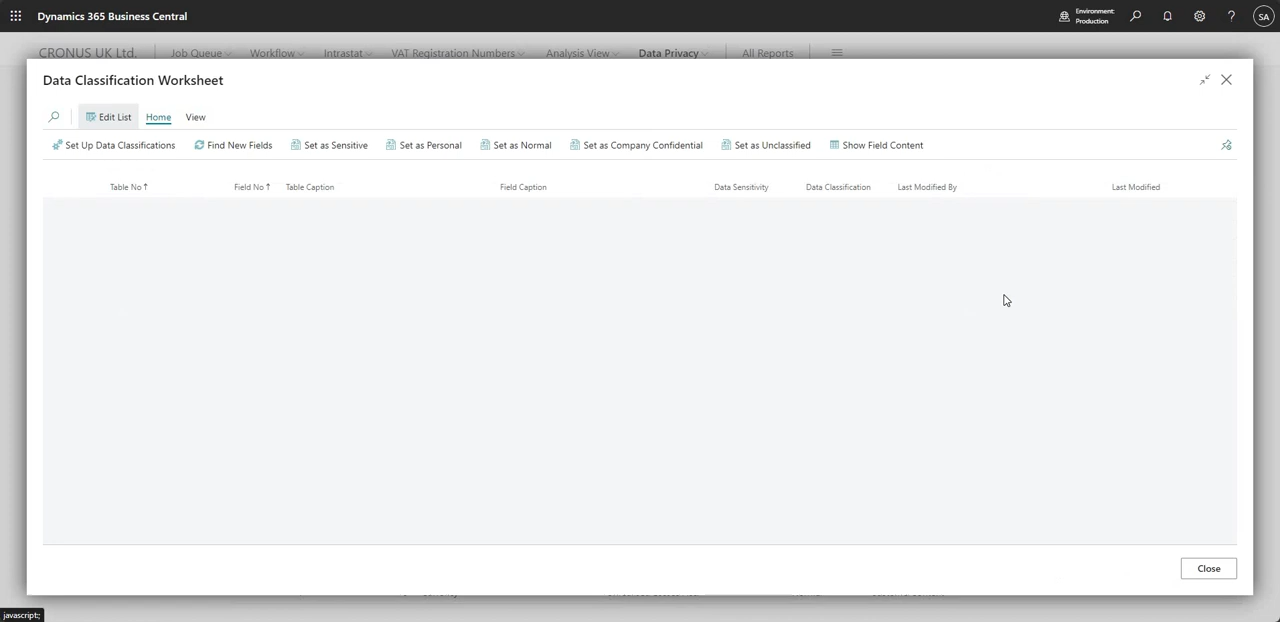 Dynamics 365 Business Central
Environment:
Production
SA
CRONUS UK Ltd.
Job Queue
Workflow
Intrastat
VAT Registration Numbers
Analysis View
Data Privacy
All Reports
Data Classification Worksheet
Edit List
Home
View
Set Up Data Classifications
Find New Fields
Set as Sensitive
Set as Personal
Set as Normal
Set as Company Confidential
Set as Unclassified
Show Field Content
Table No ↑
Field No ↑
Table Caption
Field Caption
Data Sensitivity
Data Classification
Last Modified By
Last Modified
Close
javascript:;